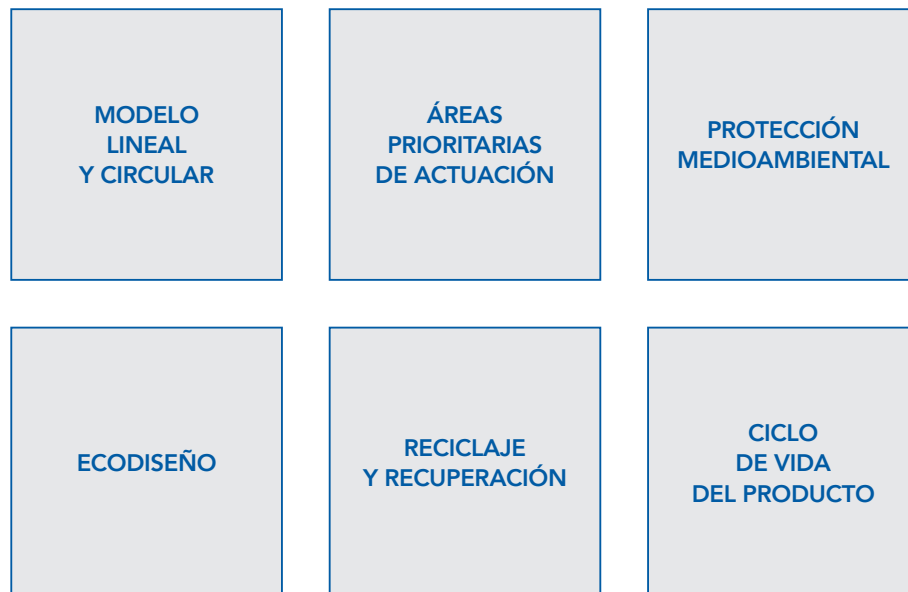 MODELO
LINEAL
Y CIRCULAR
ÁREAS
PRIORITARIAS
DE ACTUACIÓN
PROTECCIÓN
MEDIOAMBIENTAL
ECODISEÑO
RECICLAJE
Y RECUPERACIÓN
CICLO
DE VIDA
DEL PRODUCTO